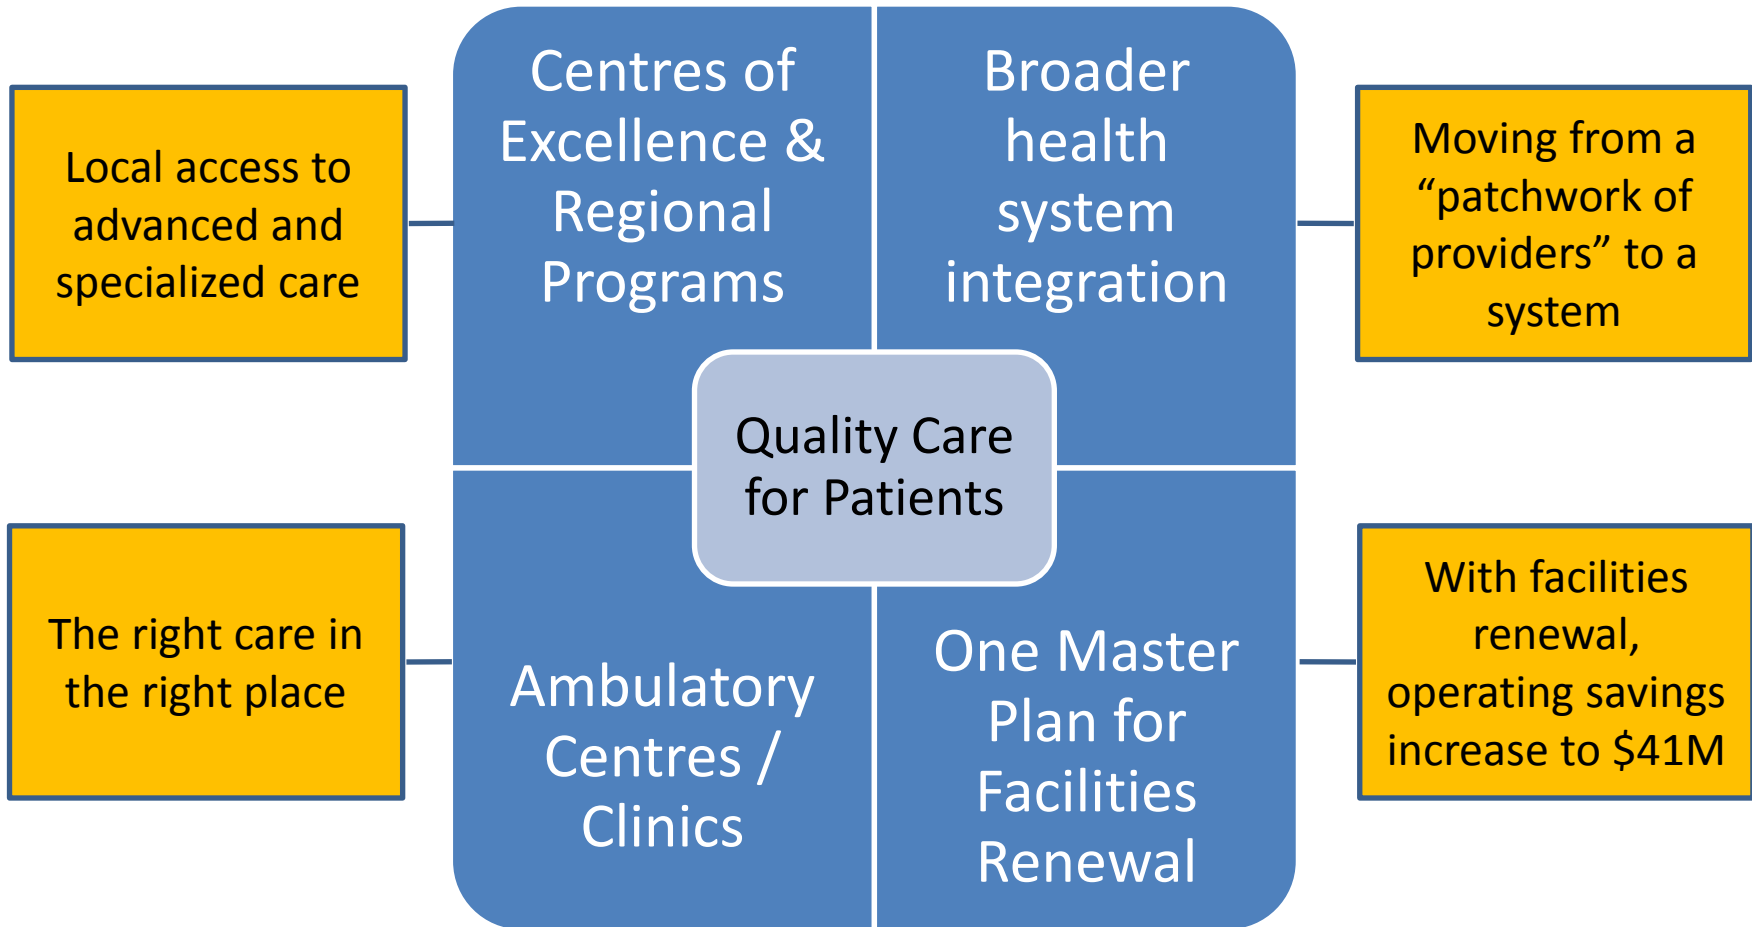 Local access to
advanced and
specialized care
Centres of
Excellence &
Regional
Programs
Broader
health
system
integration
Moving from a
“patchwork of
providers” to a
system
Quality Care
for Patients
The right care in
the right place
Ambulatory
Centres /
Clinics
One Master
Plan for
Facilities
Renewal
With facilities
renewal,
operating savings
increase to $41M